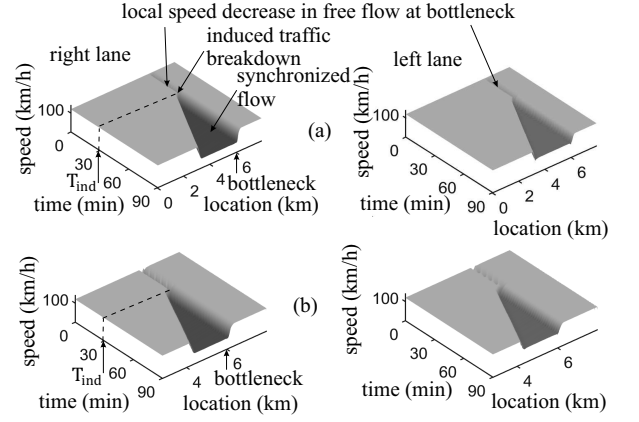 local speed decrease in free flow at bottleneck
right lane
induced traffic
breakdown
synchronized
flow
left lane
speed (km/h)
100
0
30
T_ind
60
90
time (min)
0
2
4
6
bottleneck
location (km)
(a)
speed (km/h)
100
0
30
60
90
time (min)
0
2
4
6
location (km)
speed (km/h)
100
0
30
T_ind
60
90
time (min)
4
6
bottleneck
location (km)
(b)
speed (km/h)
100
0
30
60
90
time (min)
4
6
location (km)